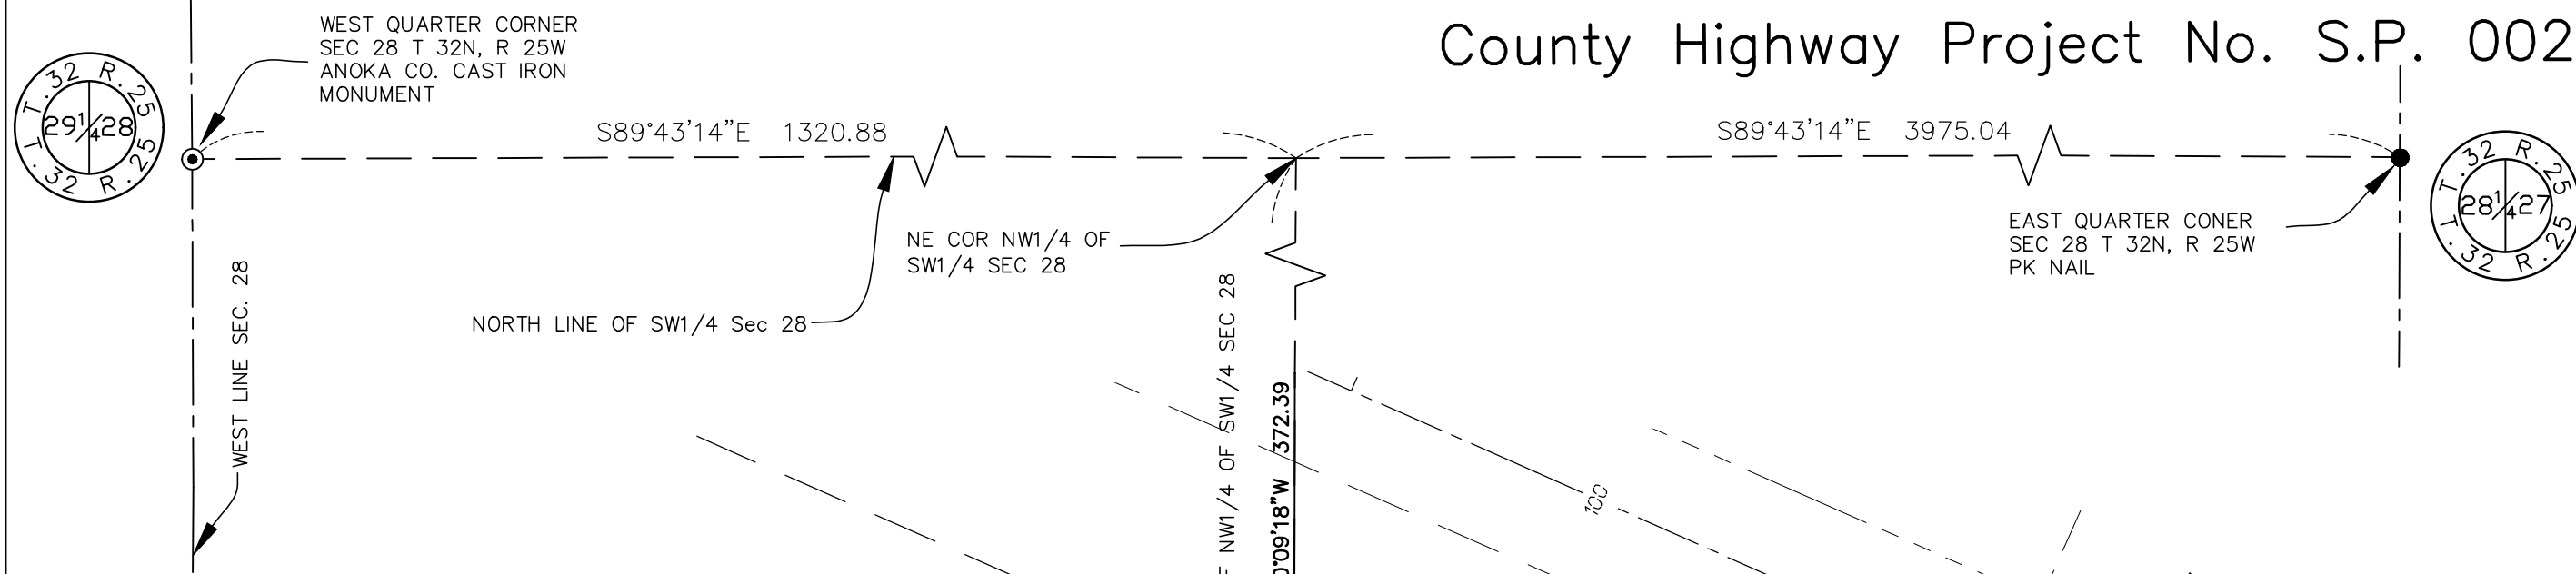 County Highway Project No. S.P. 002
WEST QUARTER CORNER
SEC 28 T 32N, R 25W
ANOKA CO. CAST IRON
MONUMENT
T.32 R.25
29 1/4 28
T.32 R.25
S89°43'14"E 1320.88
S89°43'14"E 3975.04
NE COR NW1/4 OF
SW1/4 SEC 28
EAST QUARTER CONER
SEC 28 T 32N, R 25W
PK NAIL
T.32 R.25
28 1/4 27
T.32 R.25
NORTH LINE OF SW1/4 Sec 28
WEST LINE SEC. 28
NW1/4 OF SW1/4 SEC 28
0°09'18"W 372.39
100